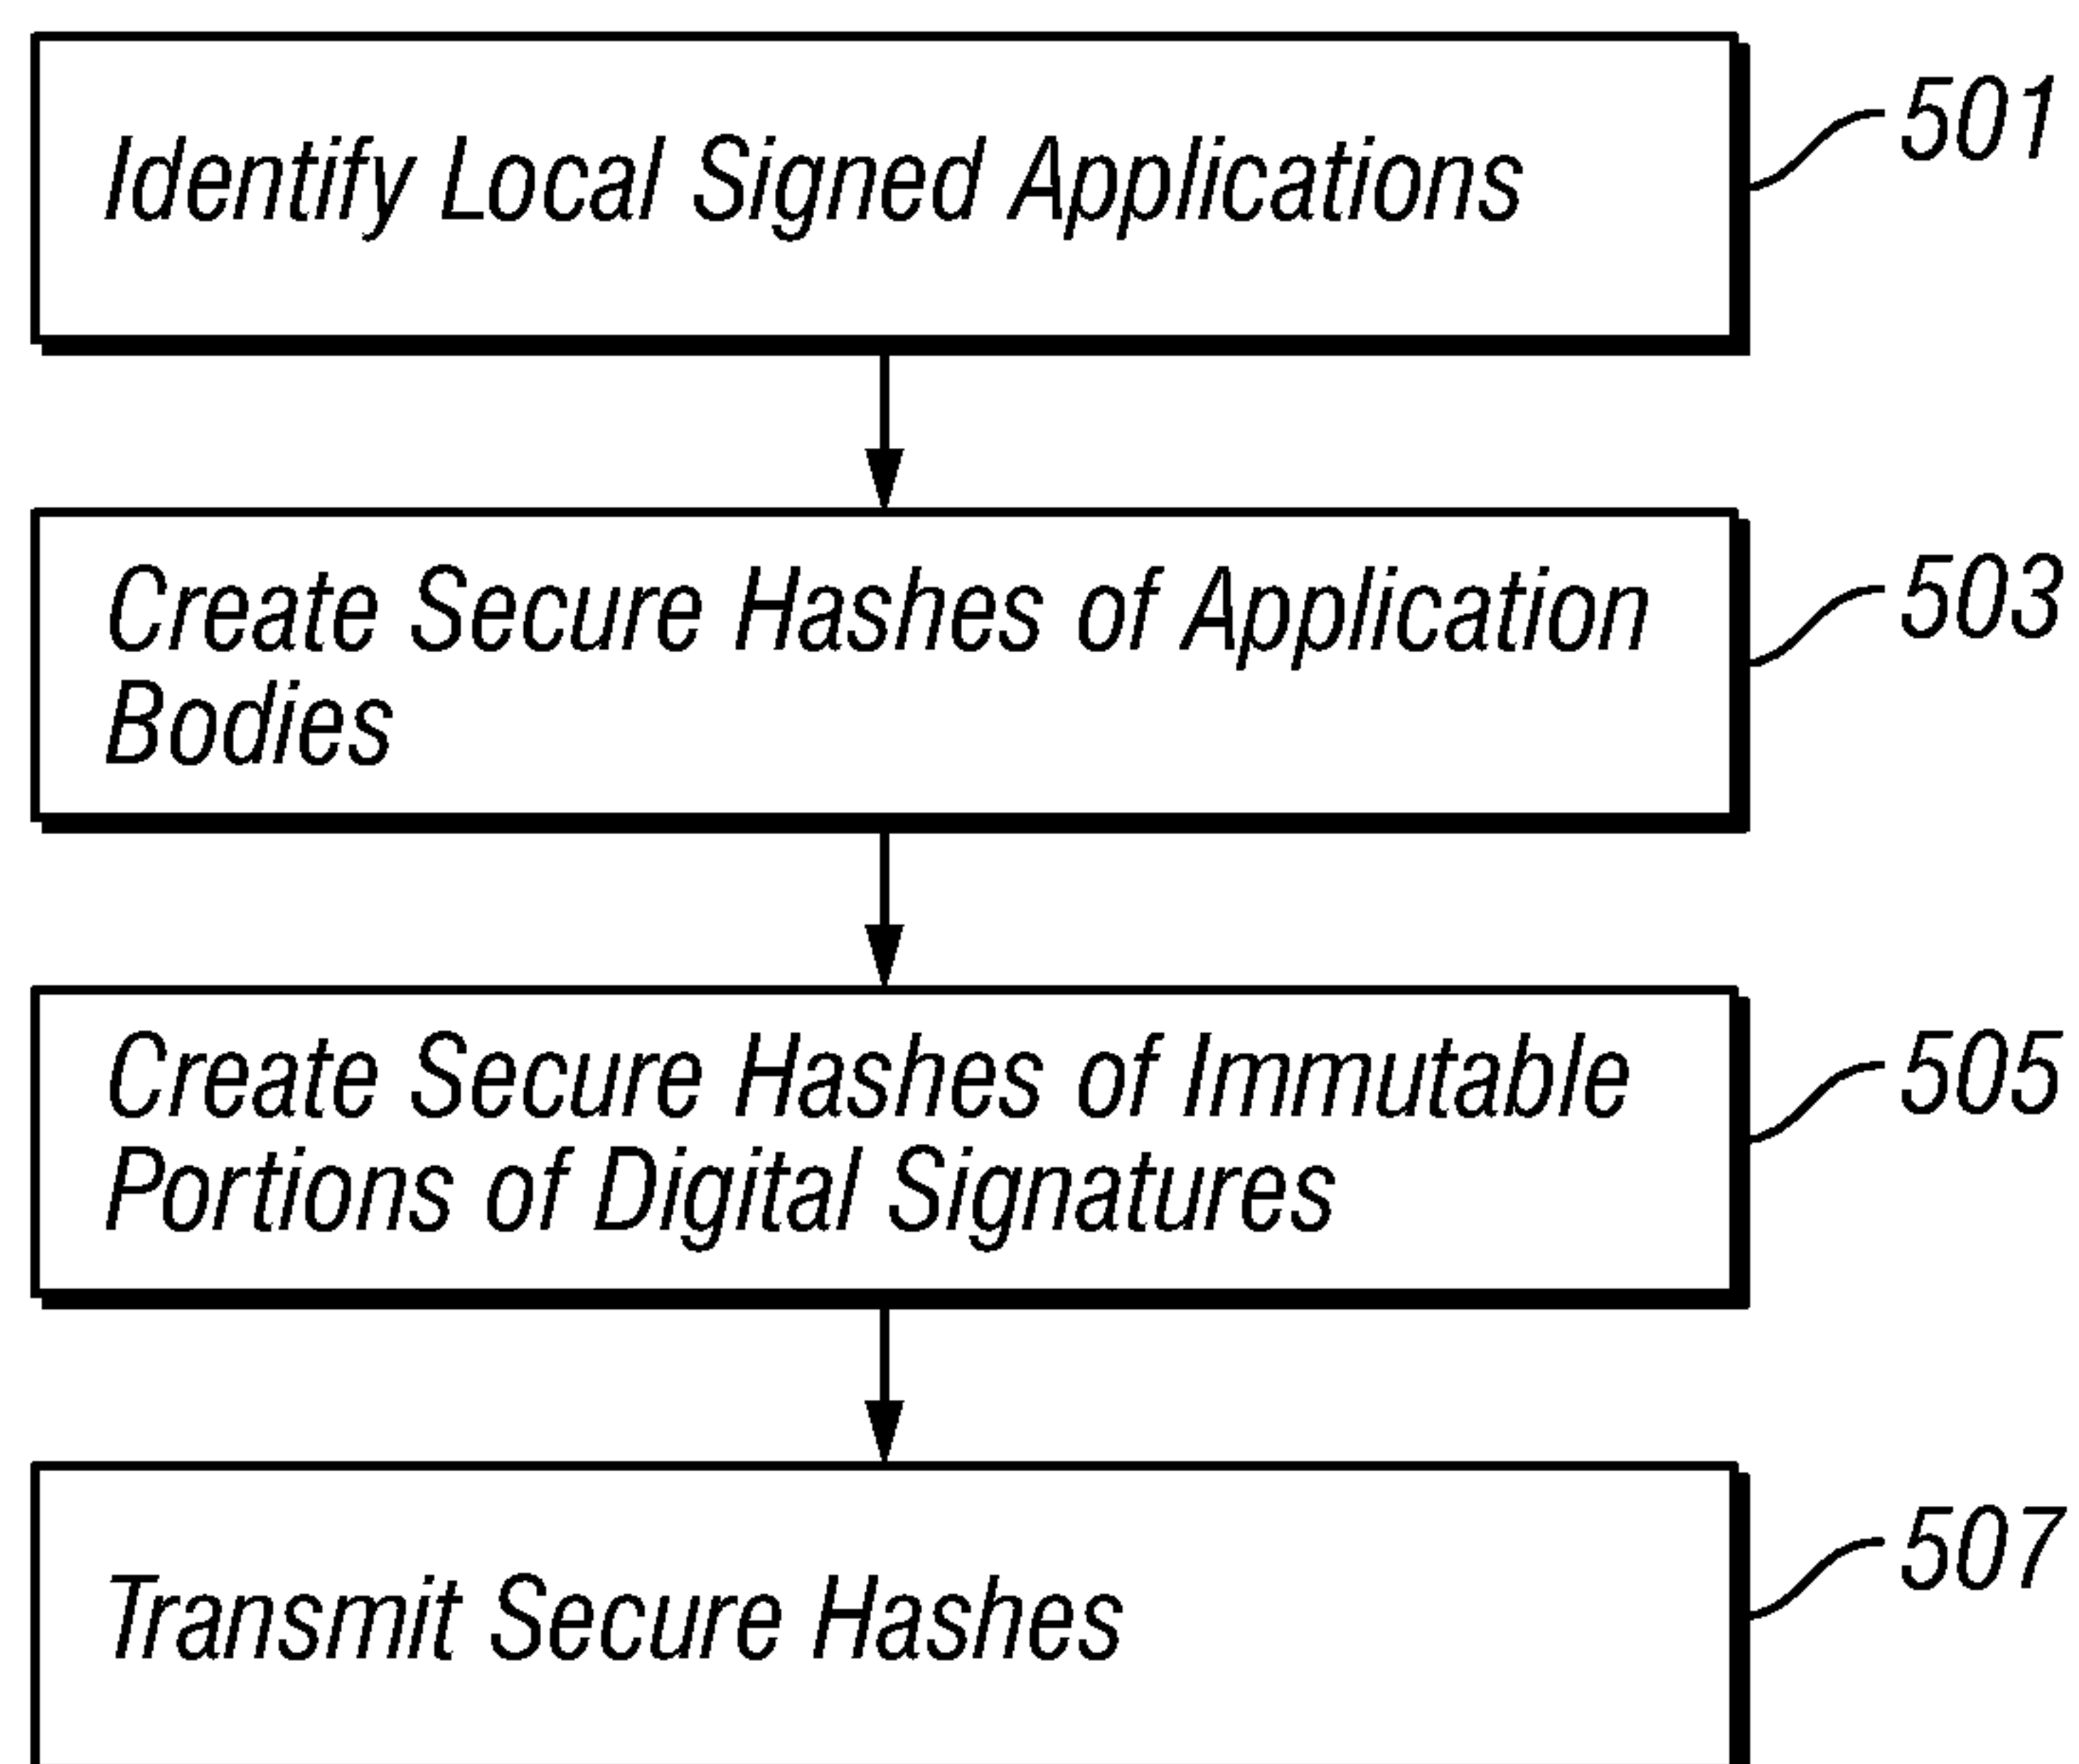 Identify Local Signed Applications
501
Create Secure Hashes of Application
Bodies
503
Create Secure Hashes of Immutable
Portions of Digital Signatures
505
Transmit Secure Hashes
507